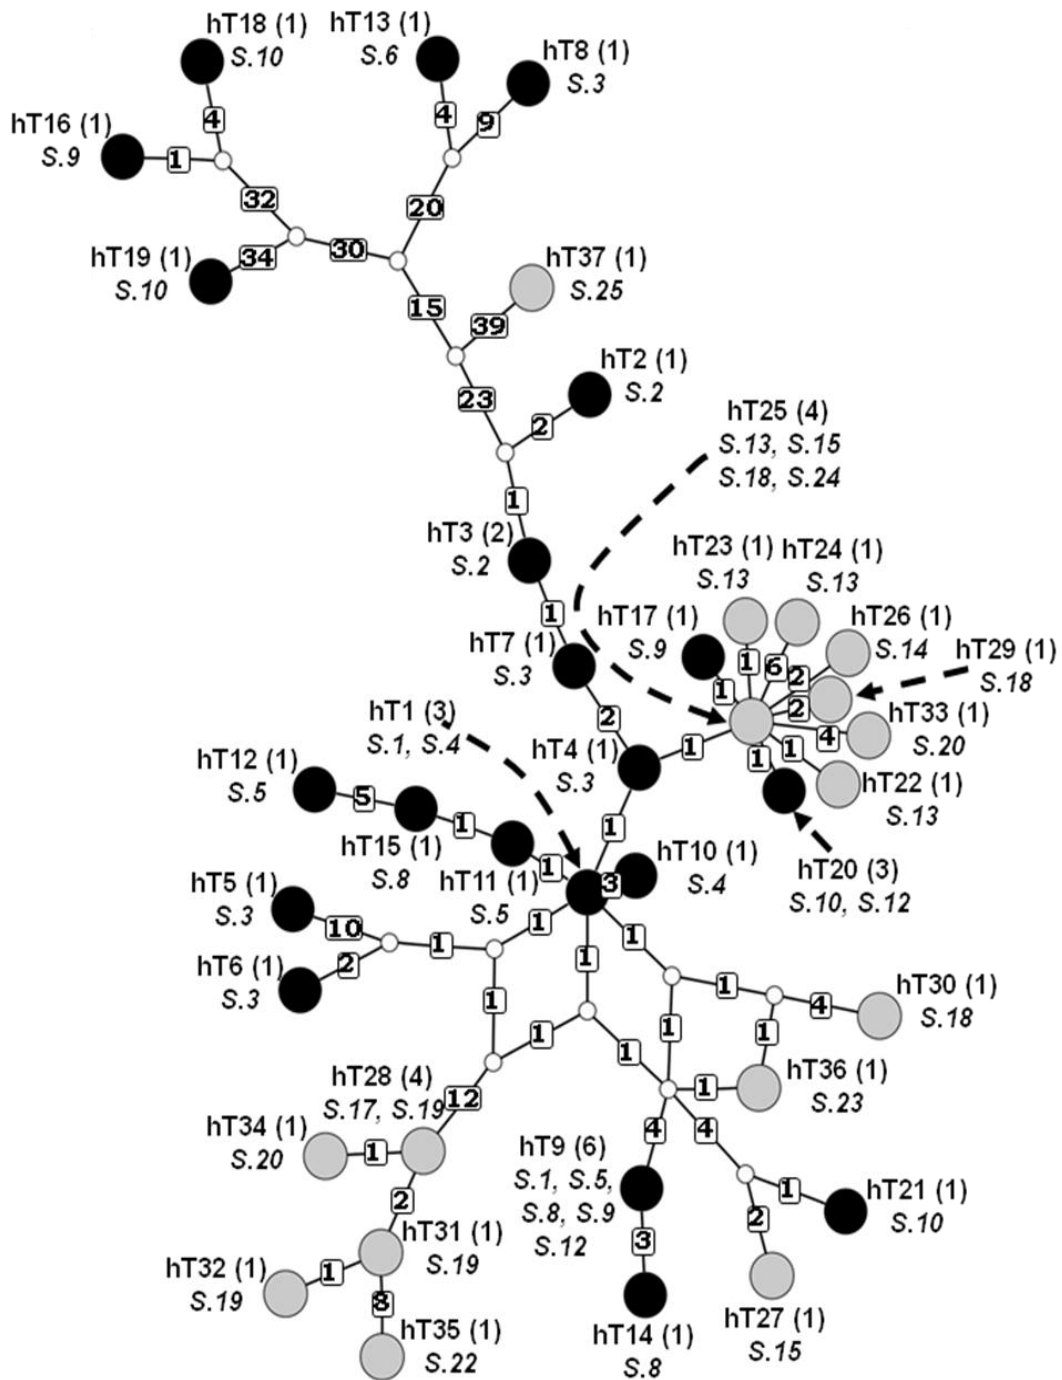 hT18 (1)
S.10
hT13 (1)
S.6
hT8 (1)
S.3
4
4
9
hT16 (1)
S.9
1
32
20
30
34
hT19 (1)
S.10
hT37 (1)
S.25
15
39
hT2 (1)
S.2
23
2
hT25 (4)
S.13, S.15
S.18, S.24
1
hT3 (2)
S.2
hT23 (1)
S.13
hT24 (1)
S.13
1
hT17 (1)
S.9
hT26 (1)
S.14
hT29 (1)
S.18
hT7 (1)
S.3
1
6
2
1
2
hT33 (1)
S.20
2
4
hT1 (3)
S.1, S.4
hT4 (1)
S.3
1
1
1
hT22 (1)
S.13
hT12 (1)
S.5
5
1
1
hT15 (1)
S.8
hT20 (3)
S.10, S.12
hT10 (1)
S.4
1
3
hT11 (1)
S.5
hT5 (1)
S.3
10
1
1
1
1
hT6 (1)
S.3
2
1
1
hT30 (1)
S.18
4
1
1
1
1
1
hT36 (1)
S.23
1
hT28 (4)
S.17, S.19
12
hT34 (1)
S.20
1
4
4
hT9 (6)
S.1, S.5,
S.8, S.9
S.12
hT21 (1)
S.10
1
2
2
hT31 (1)
S.19
3
hT32 (1)
S.19
1
8
hT35 (1)
S.22
hT14 (1)
S.8
hT27 (1)
S.15